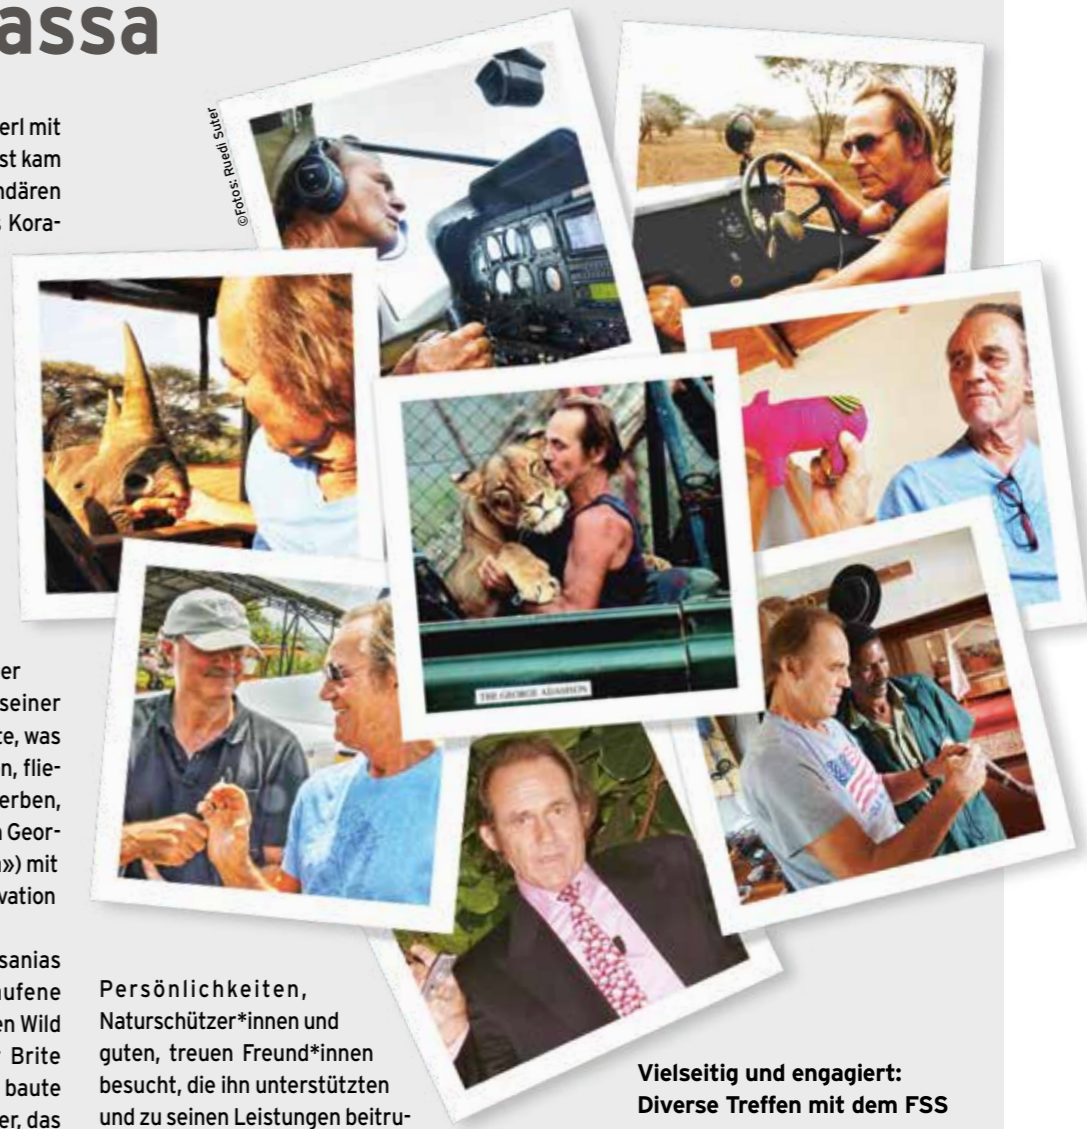 assa
erl mit
st kam
ndären
s Kora-
er
seiner
te, was
n, flie-
erben,
n Geor-
n») mit
vation
sanias
aufene
en Wild
r Brite
baute
er, das
Persönlichkeiten,
Naturschützer*innen und
guten, treuen Freund*innen
besucht, die ihn unterstützten
und zu seinen Leistungen beitru-
©Fotos: Ruedi Suter
THE GEORGE ADAMSON
Vielseitig und engagiert:
Diverse Treffen mit dem FSS